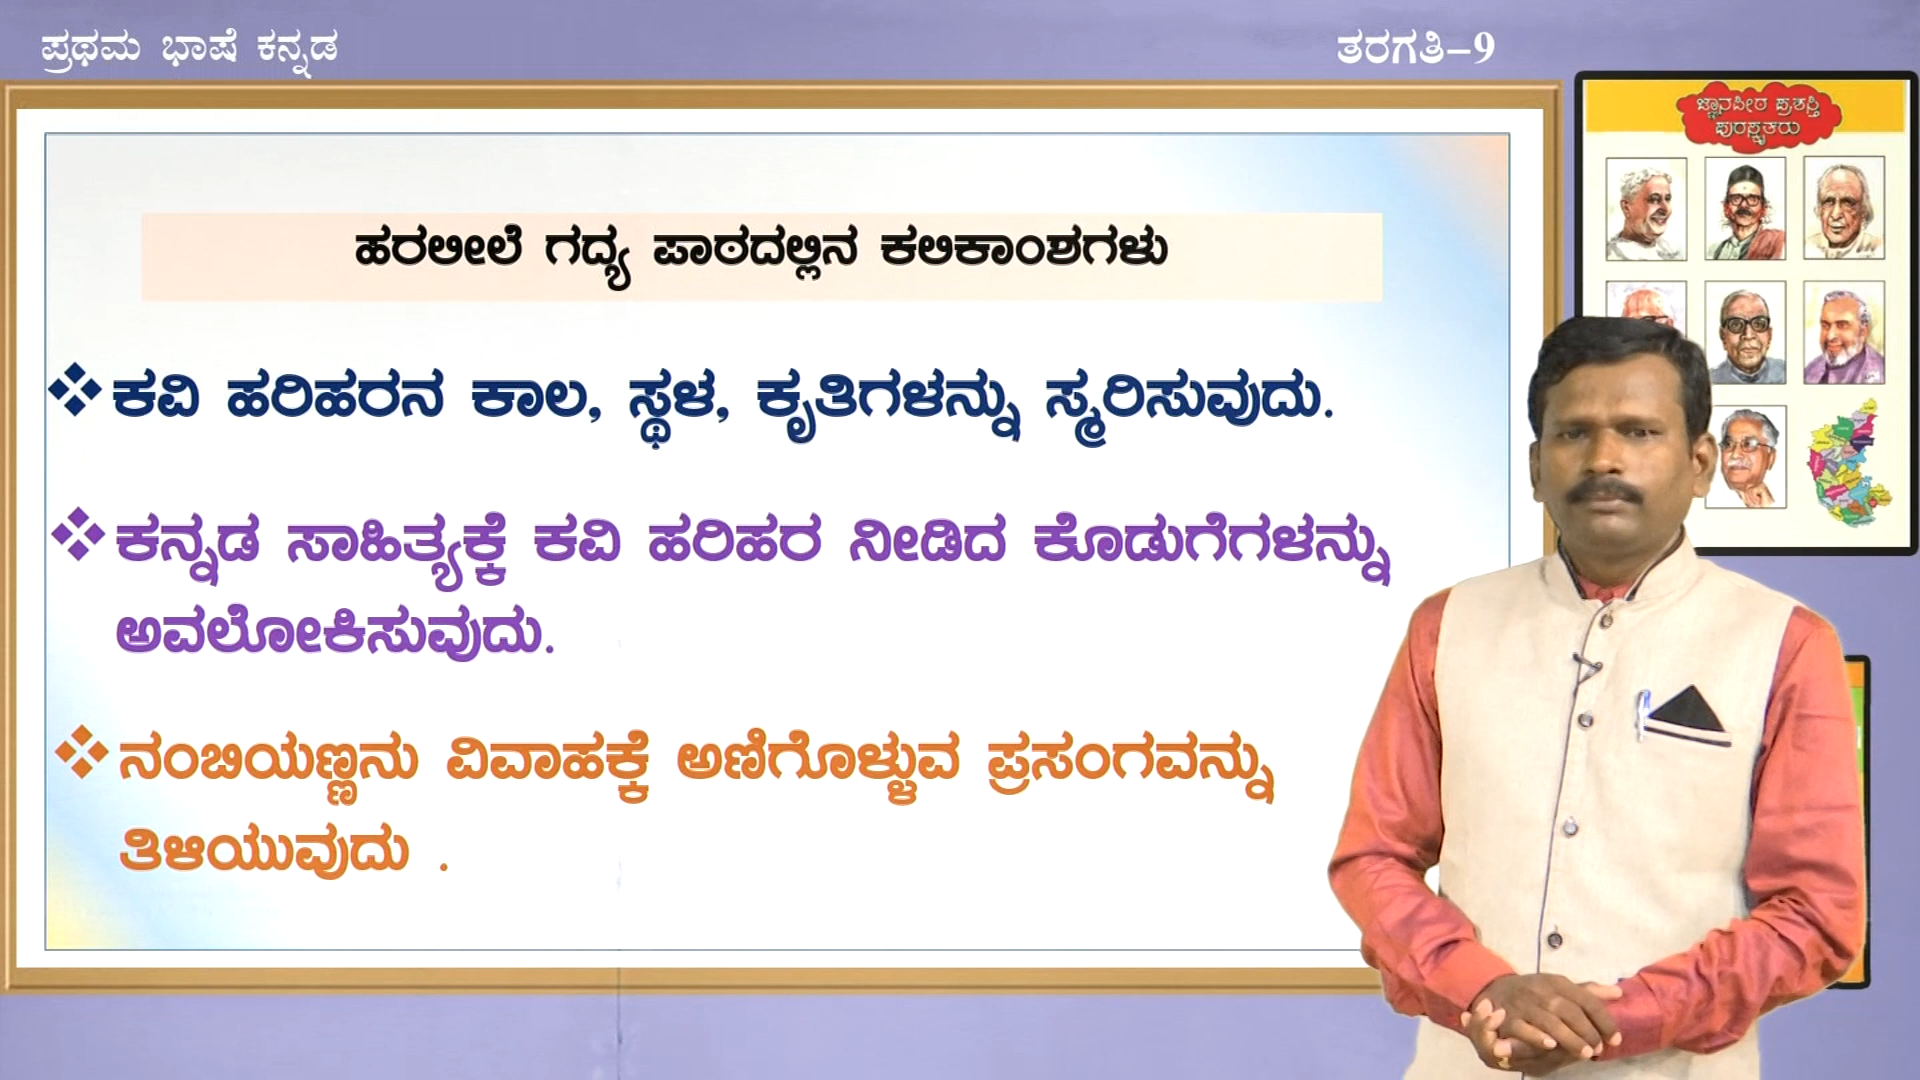 ಪ್ರಥಮ ಭಾಷೆ ಕನ್ನಡ
ತರಗತಿ-9
ಜ್ಞಾನಪೀಠ ಪ್ರಶಸ್ತಿ
ಪುರಸ್ಕೃತರು
ಹರಲೀಲೆ ಗದ್ಯ ಪಾಠದಲ್ಲಿನ ಕಲಿಕಾಂಶಗಳು
❖ಕವಿ ಹರಿಹರನ ಕಾಲ, ಸ್ಥಳ, ಕೃತಿಗಳನ್ನು ಸ್ಮರಿಸುವುದು.
❖ಕನ್ನಡ ಸಾಹಿತ್ಯಕ್ಕೆ ಕವಿ ಹರಿಹರ ನೀಡಿದ ಕೊಡುಗೆಗಳನ್ನು
ಅವಲೋಕಿಸುವುದು.
❖ನಂಬಿಯಣ್ಣನು ವಿವಾಹಕ್ಕೆ ಅಣಿಗೊಳ್ಳುವ ಪ್ರಸಂಗವನ್ನು
ತಿಳಿಯುವುದು .